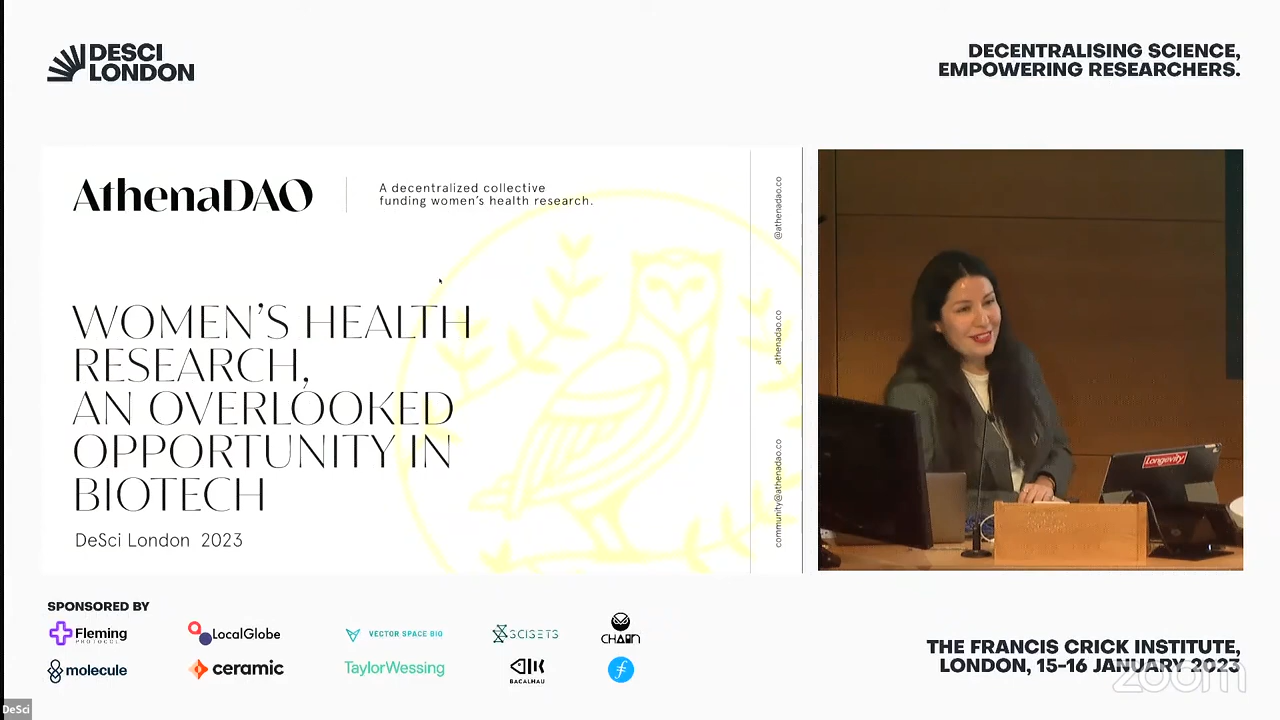 DESCI
LONDON
DECENTRALISING SCIENCE,
EMPOWERING RESEARCHERS.
AthenaDAO
A decentralized collective
funding women's health research.
WOMEN'S HEALTH
RESEARCH,
AN OVERLOOKED
OPPORTUNITY IN
BIOTECH
DeSci London 2023
@athenadao.co
athenadao.co
community@athenadao.co
Longevity
SPONSORED BY
Fleming
PROTOCOL
LocalGlobe
VECTOR SPACE BIO
SCISETS
CHAIN
molecule
ceramic
TaylorWessing
BACALHAU
THE FRANCIS CRICK INSTITUTE,
LONDON, 15-16 JANUARY 2023
zoom
DeSci